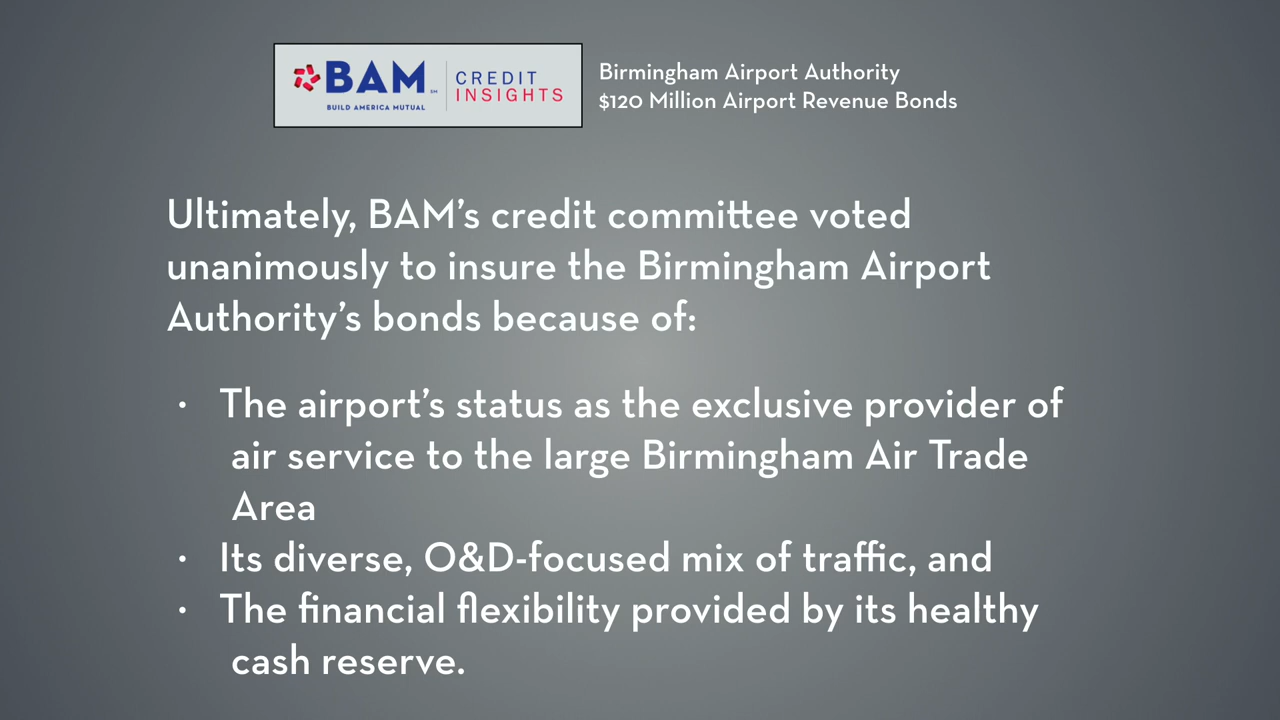 BAM SM
BUILD AMERICA MUTUAL
CREDIT
INSIGHTS
Birmingham Airport Authority
$120 Million Airport Revenue Bonds
Ultimately, BAM’s credit committee voted
unanimously to insure the Birmingham Airport
Authority’s bonds because of:
· The airport’s status as the exclusive provider of
air service to the large Birmingham Air Trade
Area
· Its diverse, O&D-focused mix of traffic, and
· The financial flexibility provided by its healthy
cash reserve.